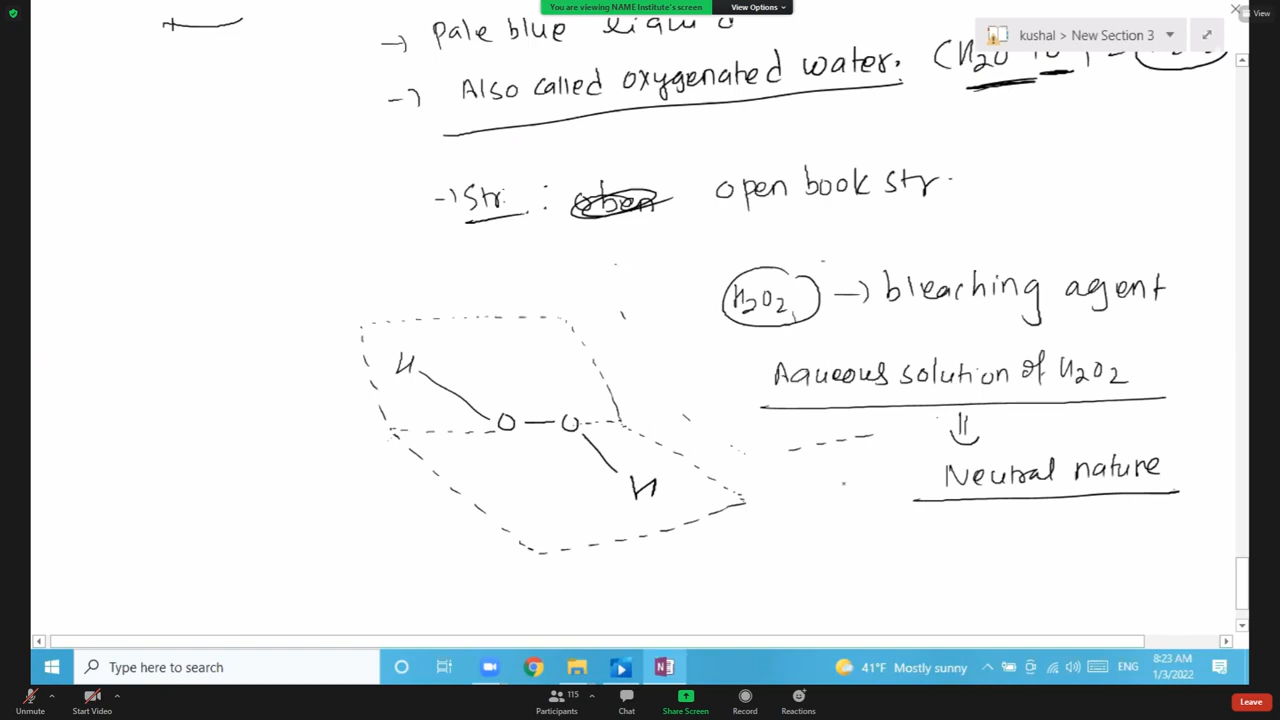 You are viewing NAME Institute's screen
View Options
View
kushal > New Section 3
→ Pale blue liquid
→ Also called oxygenated water. (H2O
→ Str. : open book str.
H2O2 → bleaching agent
Aqueous solution of H2O2
⇓
Neutral nature
H
O — O
H
Type here to search
41°F Mostly sunny
ENG
8:23 AM
1/3/2022
Unmute
Start Video
115
Participants
Chat
Share Screen
Record
Reactions
Leave